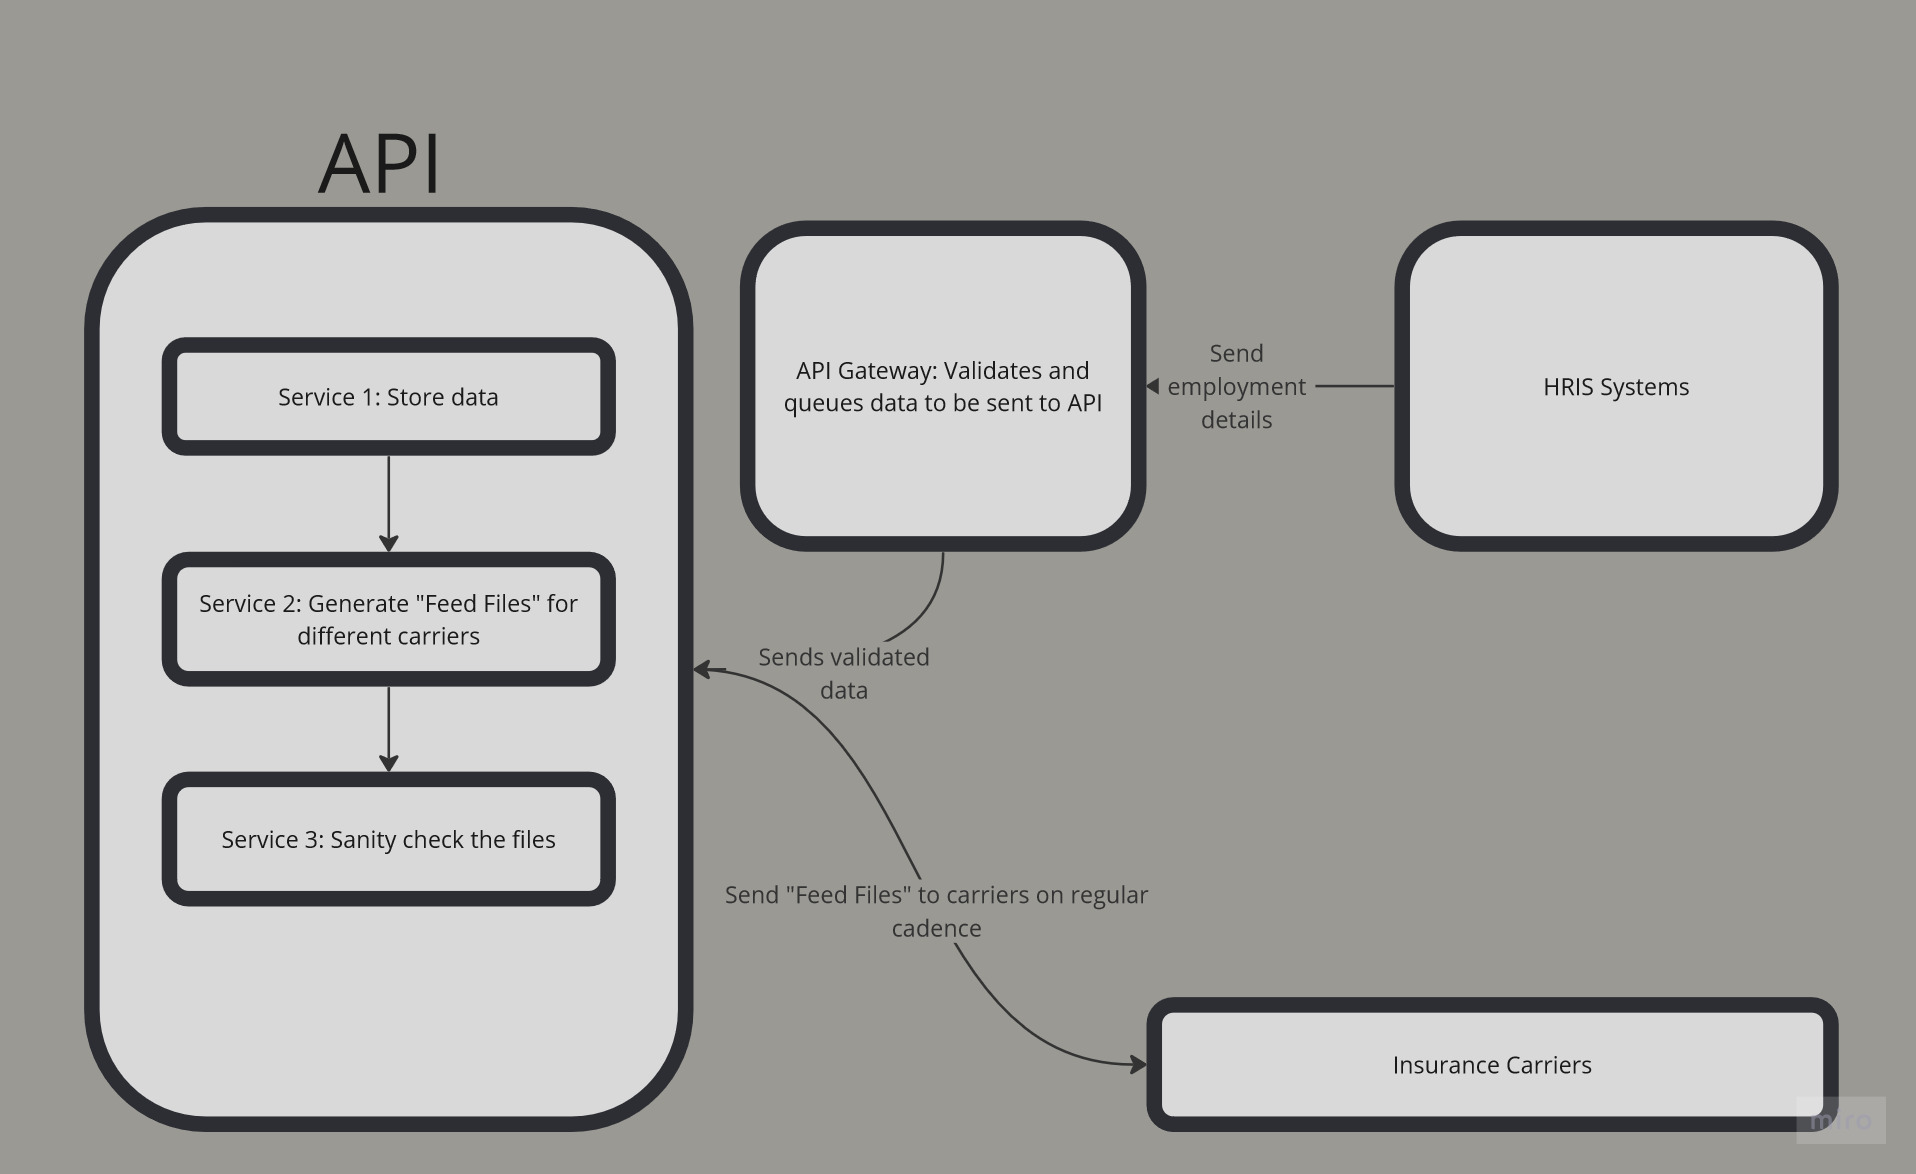 API
Service 1: Store data
Service 2: Generate "Feed Files" for
different carriers
Service 3: Sanity check the files
API Gateway: Validates and
queues data to be sent to API
Send
employment
details
HRIS Systems
Sends validated
data
Send "Feed Files" to carriers on regular
cadence
Insurance Carriers
miro